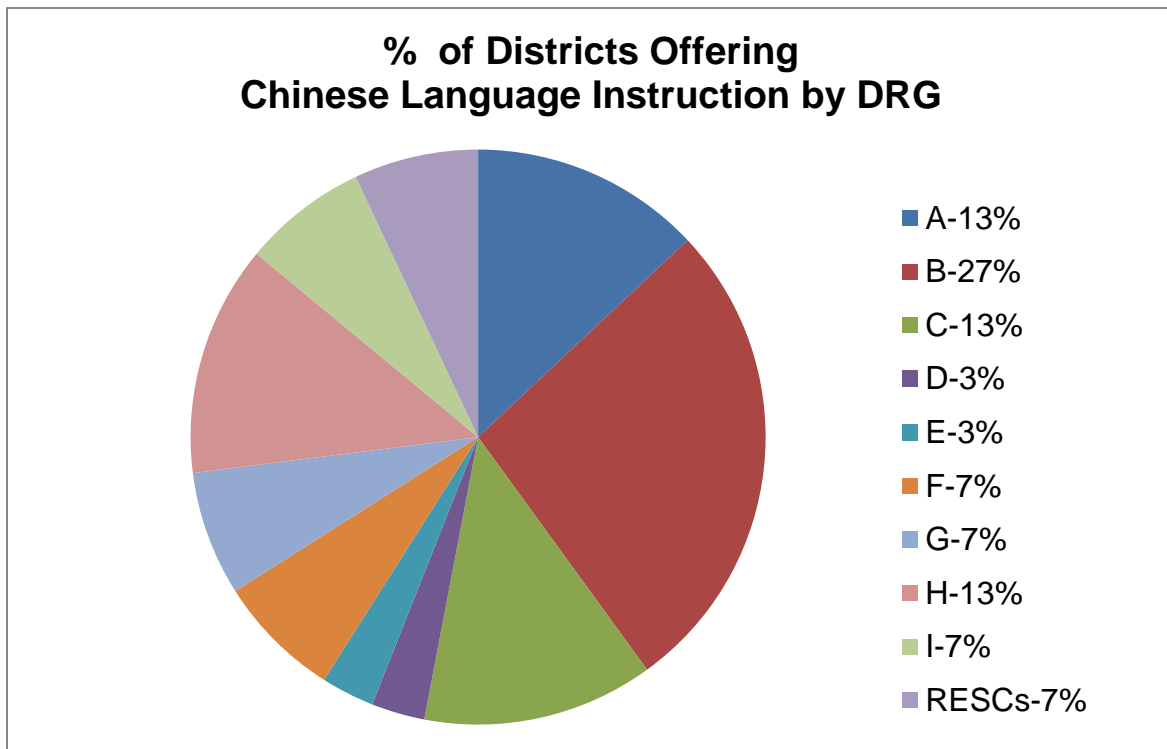 % of Districts Offering
Chinese Language Instruction by DRG
A-13%
B-27%
C-13%
D-3%
E-3%
F-7%
G-7%
H-13%
I-7%
RESCs-7%